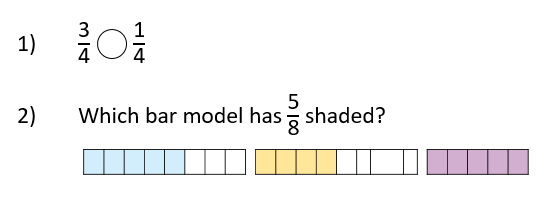 1) 3/4 ◯ 1/4
2) Which bar model has 5/8 shaded?